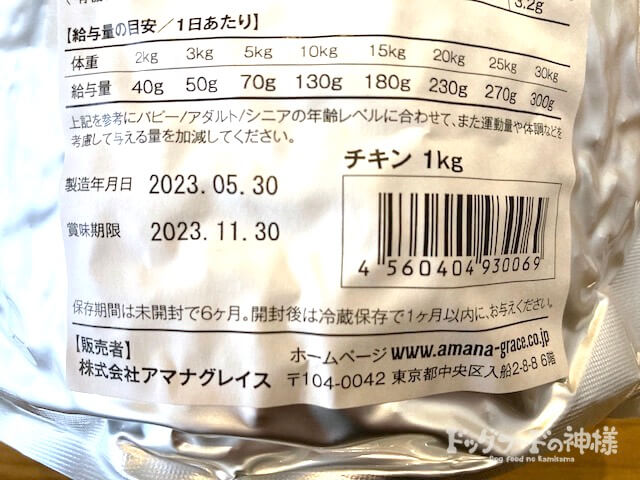 3.2g
【給与量の目安／1日あたり】
体重 2kg 3kg 5kg 10kg 15kg 20kg 25kg 30kg
給与量 40g 50g 70g 130g 180g 230g 270g 300g
上記を参考にパピー/アダルト/シニアの年齢レベルに合わせて、また運動量や体調などを
考慮して与える量を加減してください。
チキン 1kg
製造年月日 2023.05.30
賞味期限 2023.11.30
4 560404 930069
保存期間は未開封で6ヶ月。開封後は冷蔵保存で1ヶ月以内に、お与えください。
【販売者】
株式会社アマナグレイス
ホームページ www.amana-grace.co.jp
〒104-0042 東京都中央区入船2-8-8 6階
ドッグフードの神様
Dog food no Kamisama